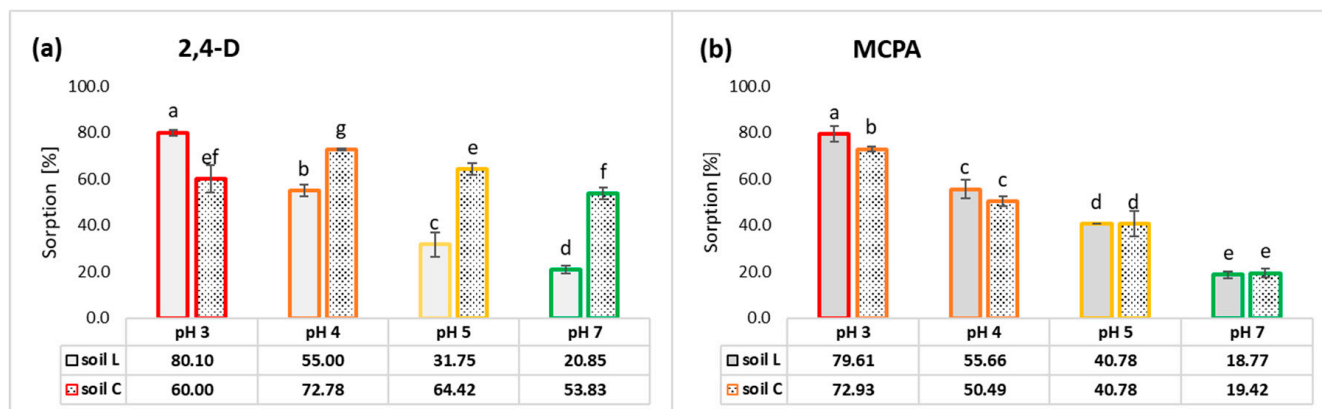 (a) 2,4-D
Sorption [%]
100.0
80.0
60.0
40.0
20.0
0.0
a
ef
b
g
c
e
d
f
pH 3 pH 4 pH 5 pH 7
soil L 80.10 55.00 31.75 20.85
soil C 60.00 72.78 64.42 53.83
(b) MCPA
Sorption [%]
100.0
80.0
60.0
40.0
20.0
0.0
a
b
c
c
d
d
e
e
pH 3 pH 4 pH 5 pH 7
soil L 79.61 55.66 40.78 18.77
soil C 72.93 50.49 40.78 19.42